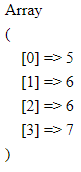 Array
(
[0] => 5
[1] => 6
[2] => 6
[3] => 7
)